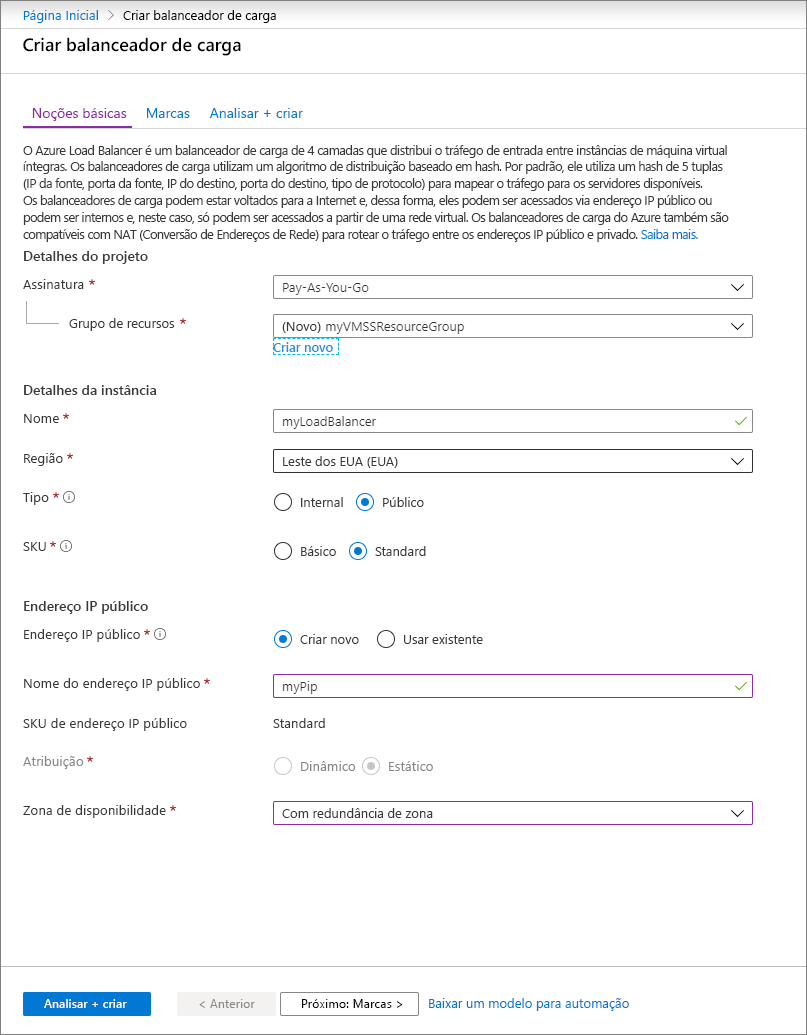 Página Inicial > Criar balanceador de carga
Criar balanceador de carga
Noções básicas Marcas Analisar + criar
O Azure Load Balancer é um balanceador de carga de 4 camadas que distribui o tráfego de entrada entre instâncias de máquina virtual
íntegras. Os balanceadores de carga utilizam um algoritmo de distribuição baseado em hash. Por padrão, ele utiliza um hash de 5 tuplas
(IP da fonte, porta da fonte, IP do destino, porta do destino, tipo de protocolo) para mapear o tráfego para os servidores disponíveis.
Os balanceadores de carga podem estar voltados para a Internet e, dessa forma, eles podem ser acessados via endereço IP público ou
podem ser internos e, neste caso, só podem ser acessados a partir de uma rede virtual. Os balanceadores de carga do Azure também são
compatíveis com NAT (Conversão de Endereços de Rede) para rotear o tráfego entre os endereços IP público e privado. Saiba mais.
Detalhes do projeto
Assinatura * Pay-As-You-Go
Grupo de recursos * (Novo) myVMSSResourceGroup
Criar novo
Detalhes da instância
Nome * myLoadBalancer
Região * Leste dos EUA (EUA)
Tipo * Internal Público
SKU * Básico Standard
Endereço IP público
Endereço IP público * Criar novo Usar existente
Nome do endereço IP público * myPip
SKU de endereço IP público Standard
Atribuição * Dinâmico Estático
Zona de disponibilidade * Com redundância de zona
Analisar + criar < Anterior Próximo: Marcas > Baixar um modelo para automação